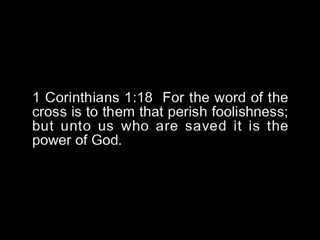 1 Corinthians 1:18  For the word of the
cross is to them that perish foolishness;
but unto us who are saved it is the
power of God.